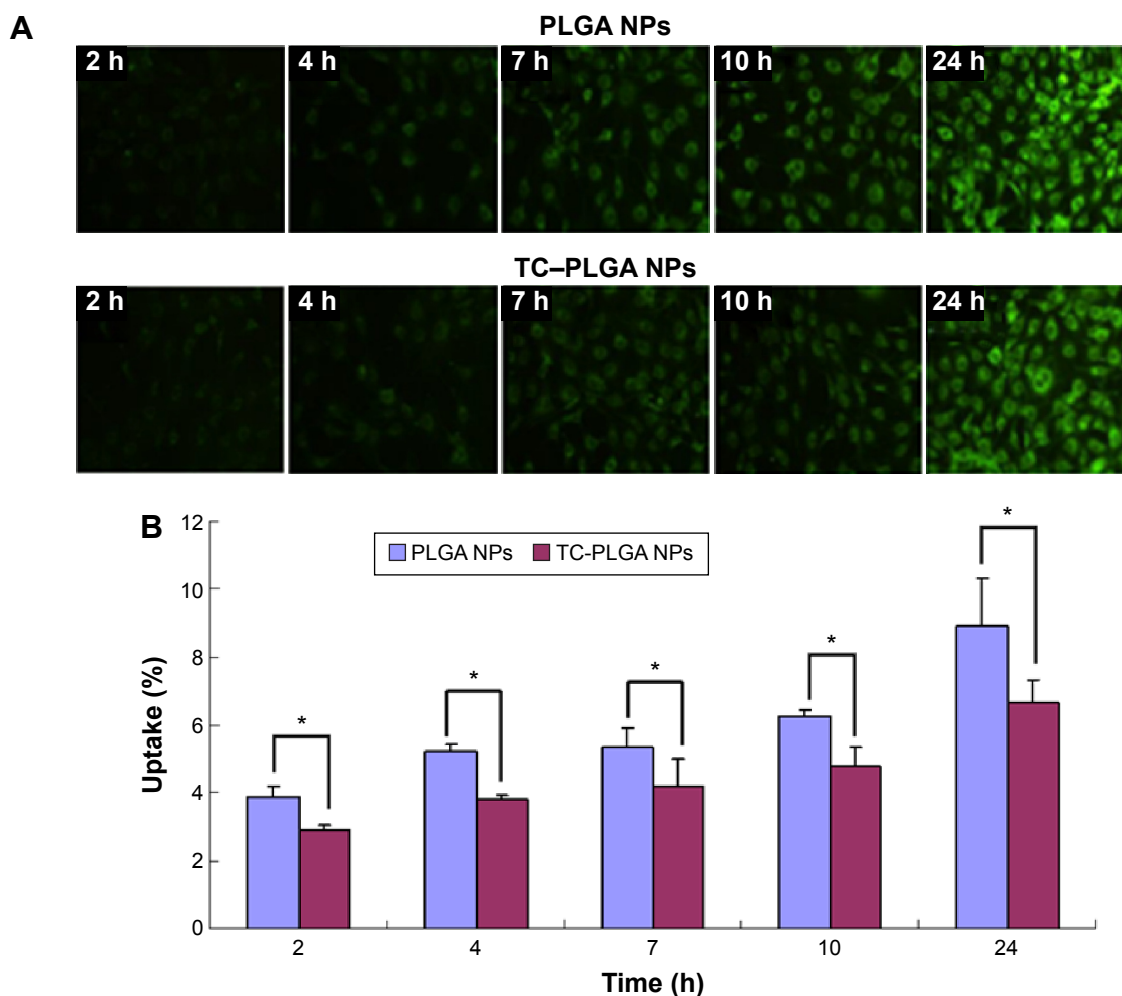 A
PLGA NPs
2 h 4 h 7 h 10 h 24 h
TC–PLGA NPs
2 h 4 h 7 h 10 h 24 h
B
12
10
8
6
4
2
0
Uptake (%)
PLGA NPs TC-PLGA NPs
* * * * *
2 4 7 10 24
Time (h)